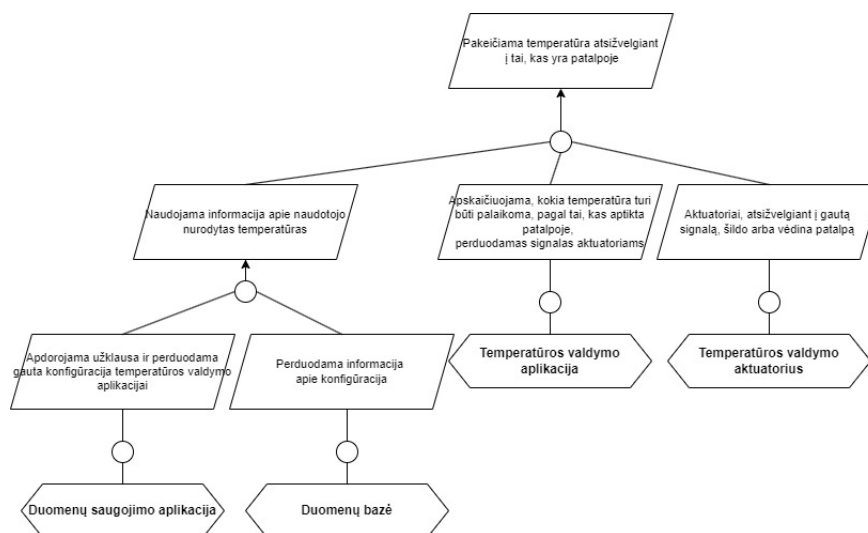 Pakeičiama temperatūra atsižvelgiant
į tai, kas yra patalpoje
Naudojama informacija apie naudotojo
nurodytas temperatūras
Apskaičiuojama, kokia temperatūra turi
būti palaikoma, pagal tai, kas aptikta
patalpoje,
perduodamas signalas aktuatoriams
Aktuatoriai, atsižvelgiant į gautą
signalą, šildo arba vėdina patalpą
Apdorojama užklausa ir perduodama
gauta konfigūracija temperatūros valdymo
aplikacijai
Perduodama informacija
apie konfigūracija
Temperatūros valdymo
aplikacija
Temperatūros valdymo
aktuatorius
Duomenų saugojimo aplikacija
Duomenų bazė